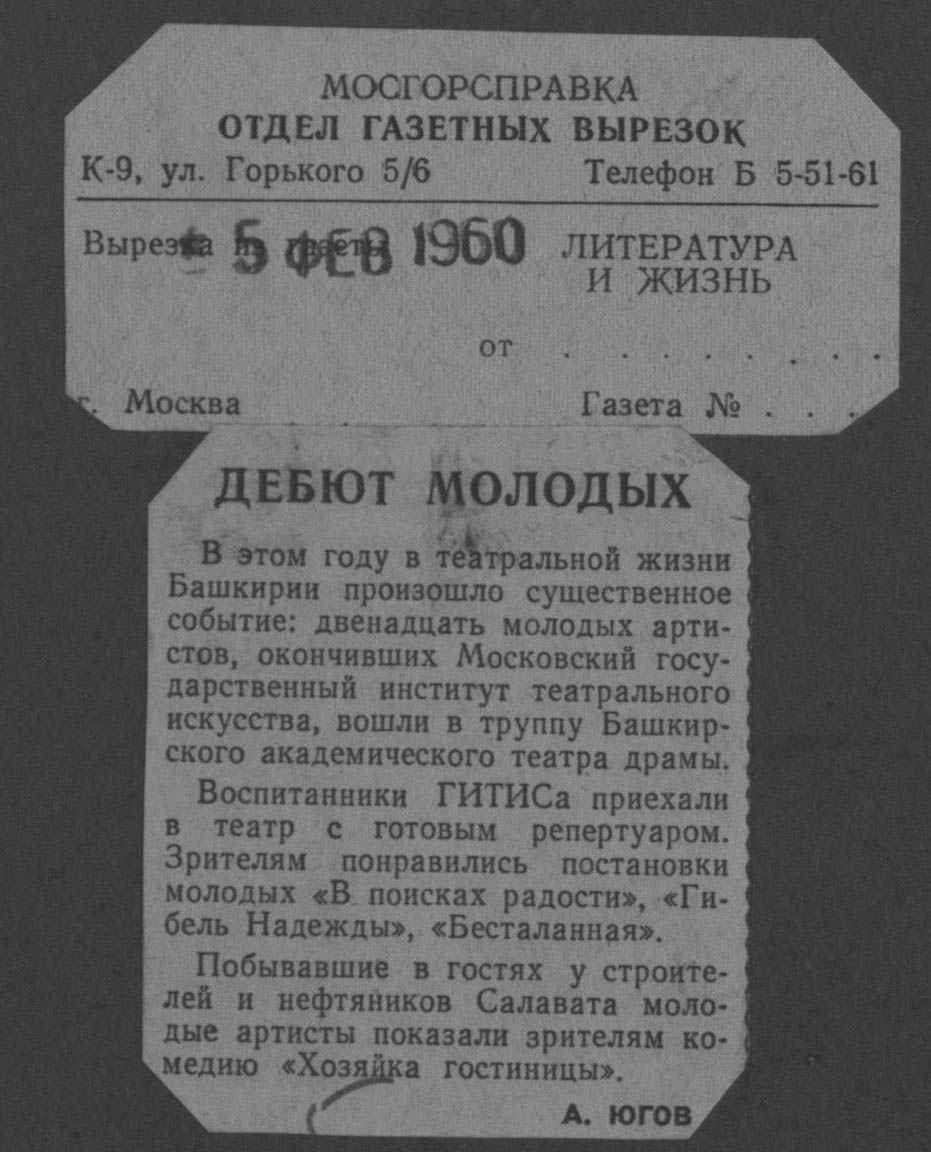 МОСГОРСПРАВКА
ОТДЕЛ ГАЗЕТНЫХ ВЫРЕЗОК
К-9, ул. Горького 5/6 Телефон Б 5-51-61
Вырезка из газеты 5 ФЕВ 1960 ЛИТЕРАТУРА
И ЖИЗНЬ
от . . . . . . . .
г. Москва Газета № . . .
ДЕБЮТ МОЛОДЫХ
В этом году в театральной жизни
Башкирии произошло существенное
событие: двенадцать молодых арти-
стов, окончивших Московский госу-
дарственный институт театрального
искусства, вошли в труппу Башкир-
ского академического театра драмы.
Воспитанники ГИТИСа приехали
в театр с готовым репертуаром.
Зрителям понравились постановки
молодых «В поисках радости», «Ги-
бель Надежды», «Бесталанная».
Побывавшие в гостях у строите-
лей и нефтяников Салавата моло-
дые артисты показали зрителям ко-
медию «Хозяйка гостиницы».
А. ЮГОВ